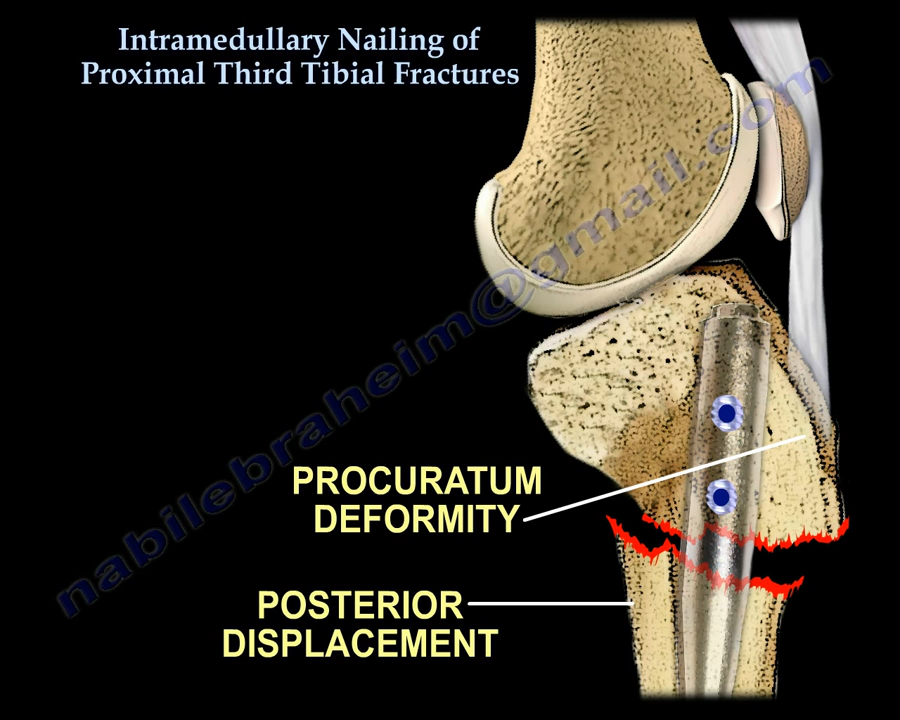 Intramedullary Nailing of
Proximal Third Tibial Fractures
nabilebraheim@gmail.com
PROCURATUM
DEFORMITY
POSTERIOR
DISPLACEMENT